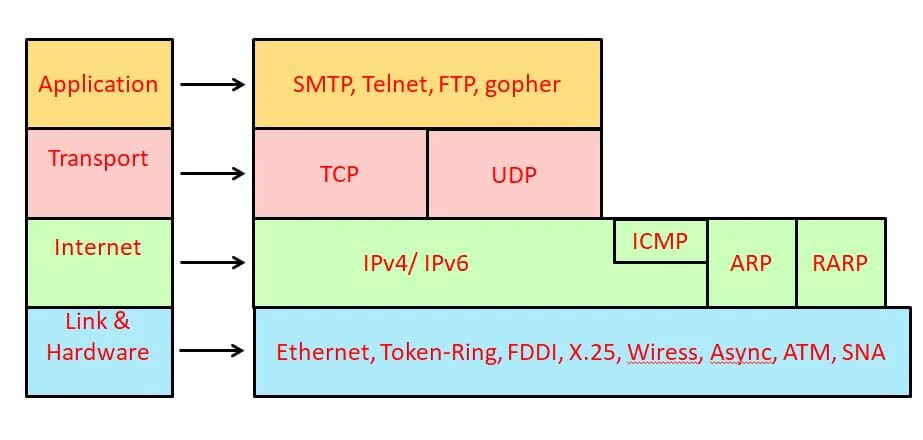 Application
SMTP, Telnet, FTP, gopher
Transport
TCP
UDP
Internet
IPv4/ IPv6
ICMP
ARP
RARP
Link &
Hardware
Ethernet, Token-Ring, FDDI, X.25, Wiress, Async, ATM, SNA